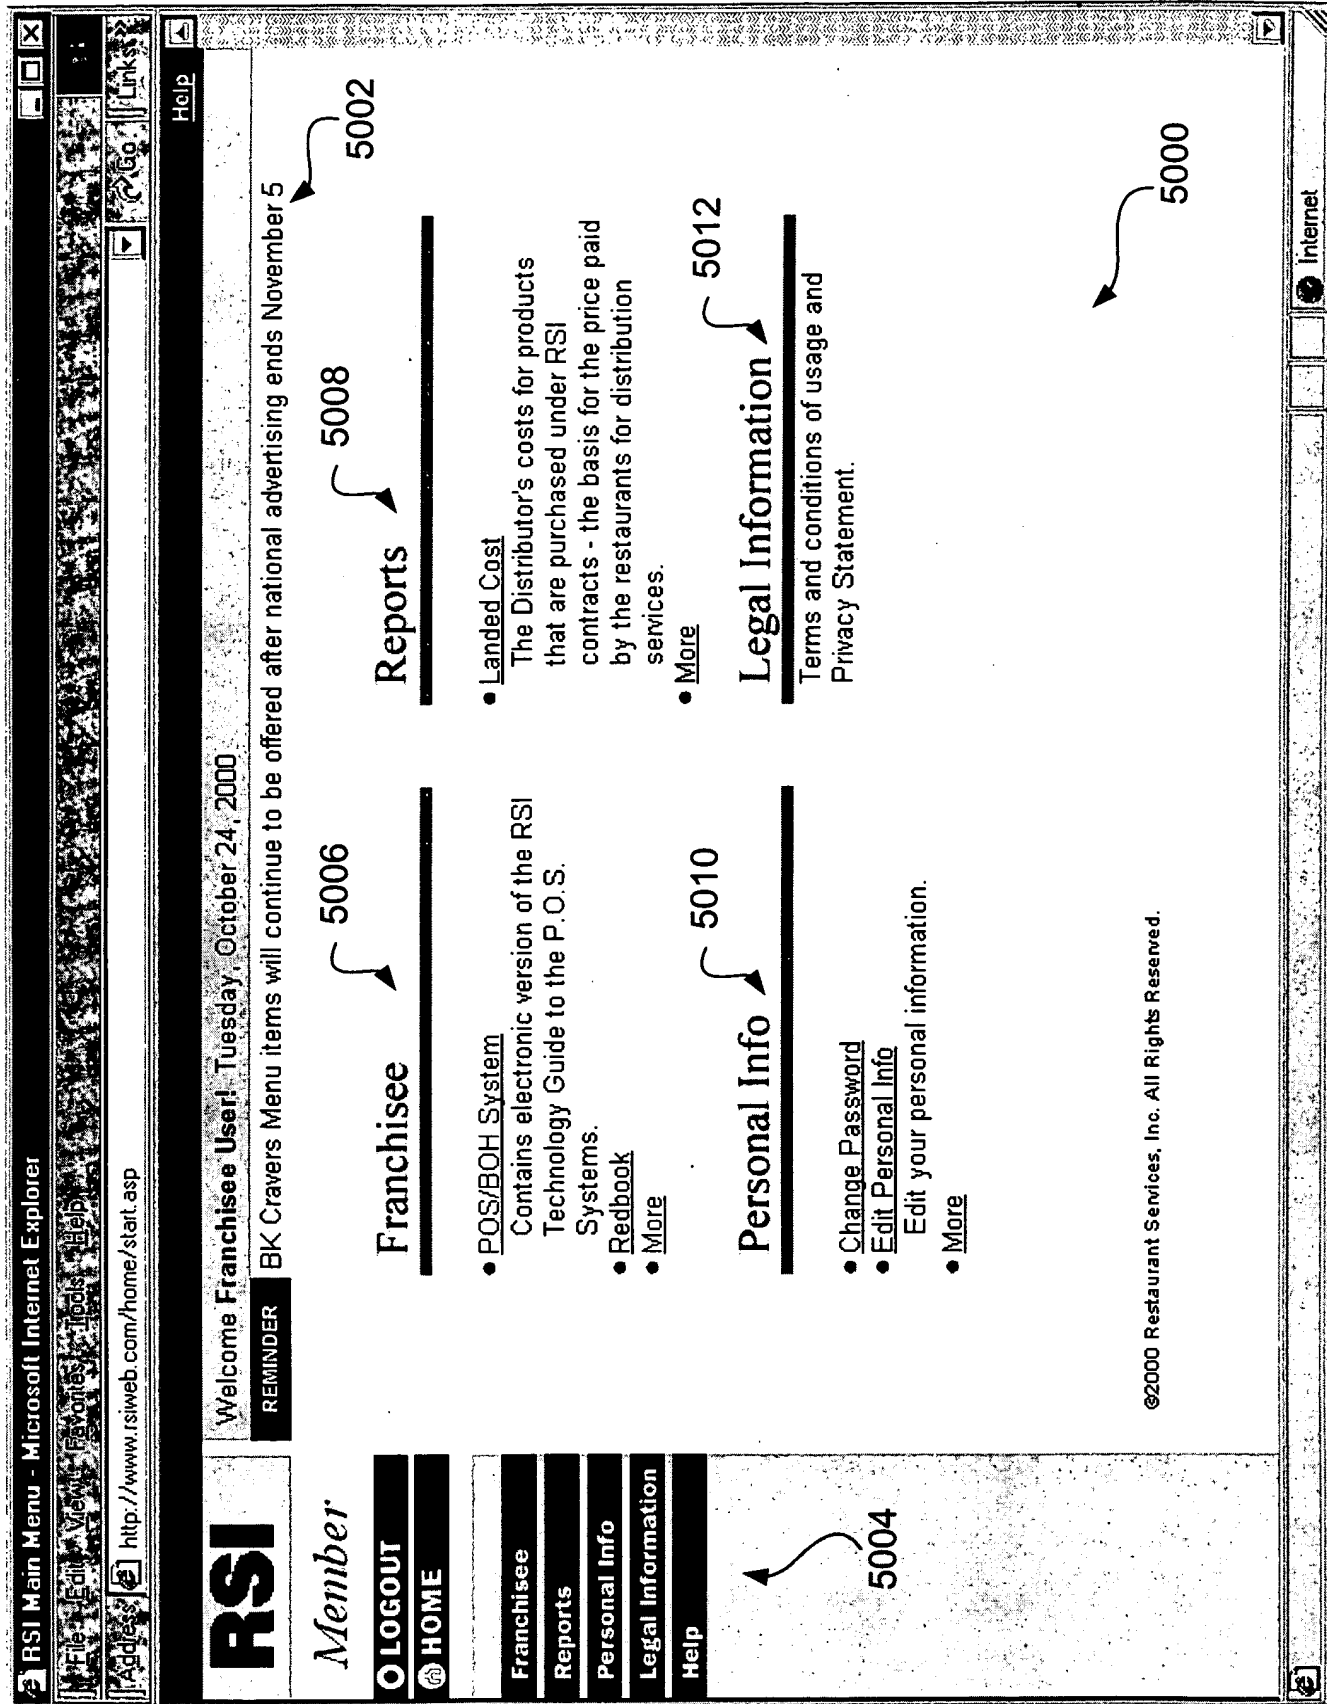 RSI Main Menu - Microsoft Internet Explorer
File Edit View Favorites Tools Help
Address http://www.rsiweb.com/home/start.asp Go Links »
Help
RSI
Welcome Franchisee User! Tuesday, October 24, 2000
REMINDER BK Cravers Menu items will continue to be offered after national advertising ends November 5
5002
Member
LOGOUT
HOME
Franchisee
Reports
Personal Info
Legal Information
Help
5004
Franchisee
5006
• POS/BOH System
Contains electronic version of the RSI
Technology Guide to the P.O.S.
Systems.
• Redbook
• More
Reports
5008
• Landed Cost
The Distributor's costs for products
that are purchased under RSI
contracts - the basis for the price paid
by the restaurants for distribution
services.
• More
Personal Info
5010
• Change Password
• Edit Personal Info
Edit your personal information.
• More
Legal Information
5012
Terms and conditions of usage and
Privacy Statement.
5000
©2000 Restaurant Services, Inc. All Rights Reserved.
Internet